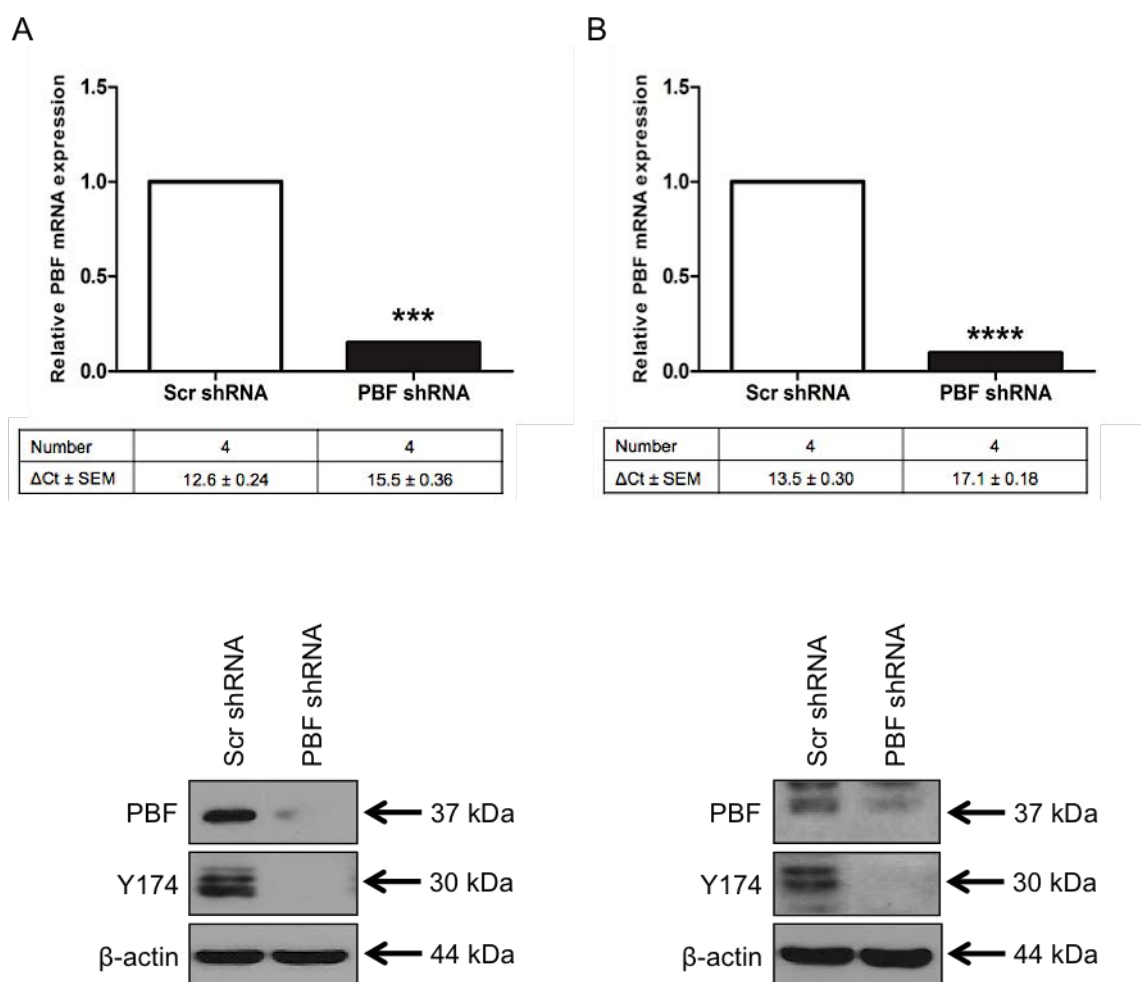 A
Relative PBF mRNA expression
1.5
1.0
0.5
0.0
***
Scr shRNA PBF shRNA
Number 4 4
ΔCt ± SEM 12.6 ± 0.24 15.5 ± 0.36
B
Relative PBF mRNA expression
1.5
1.0
0.5
0.0
****
Scr shRNA PBF shRNA
Number 4 4
ΔCt ± SEM 13.5 ± 0.30 17.1 ± 0.18
Scr shRNA
PBF shRNA
PBF 37 kDa
Y174 30 kDa
β-actin 44 kDa
Scr shRNA
PBF shRNA
PBF 37 kDa
Y174 30 kDa
β-actin 44 kDa